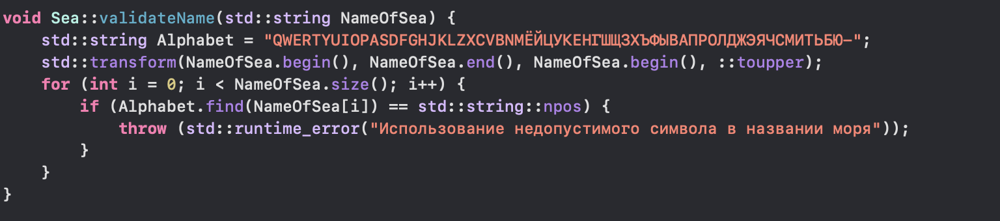 void Sea::validateName(std::string NameOfSea) {
    std::string Alphabet = "QWERTYUIOPASDFGHJKLZXCVBNMЁЙЦУКЕНГШЩЗХЪФЫВАПРОЛДЖЭЯЧСМИТЬБЮ-";
    std::transform(NameOfSea.begin(), NameOfSea.end(), NameOfSea.begin(), ::toupper);
    for (int i = 0; i < NameOfSea.size(); i++) {
        if (Alphabet.find(NameOfSea[i]) == std::string::npos) {
            throw (std::runtime_error("Использование недопустимого символа в названии моря"));
        }
    }
}